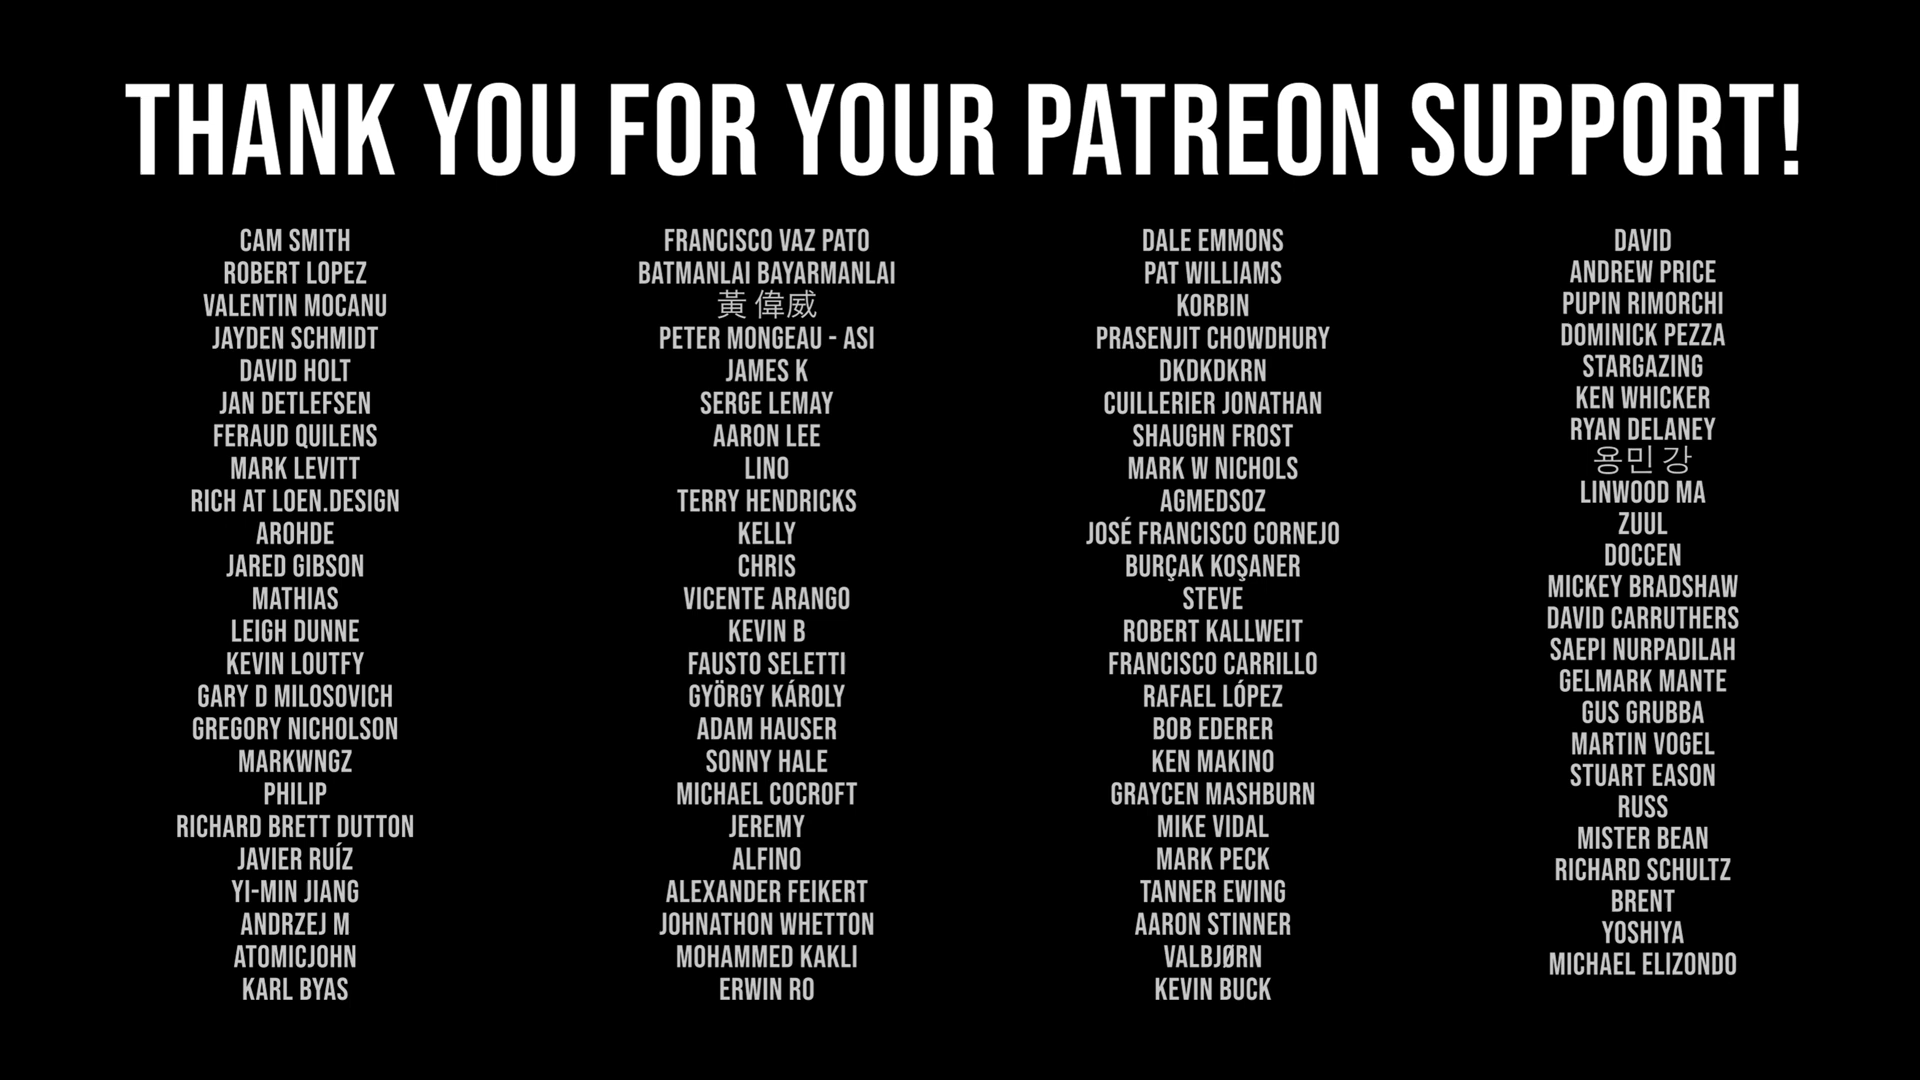 THANK YOU FOR YOUR PATREON SUPPORT!
CAM SMITH
ROBERT LOPEZ
VALENTIN MOCANU
JAYDEN SCHMIDT
DAVID HOLT
JAN DETLEFSEN
FERAUD QUILENS
MARK LEVITT
RICH AT LOEN.DESIGN
AROHDE
JARED GIBSON
MATHIAS
LEIGH DUNNE
KEVIN LOUTFY
GARY D MILOSOVICH
GREGORY NICHOLSON
MARKWNGZ
PHILIP
RICHARD BRETT DUTTON
JAVIER RUÍZ
YI-MIN JIANG
ANDRZEJ M
ATOMICJOHN
KARL BYAS
FRANCISCO VAZ PATO
BATMANLAI BAYARMANLAI
黃 偉威
PETER MONGEAU - ASI
JAMES K
SERGE LEMAY
AARON LEE
LINO
TERRY HENDRICKS
KELLY
CHRIS
VICENTE ARANGO
KEVIN B
FAUSTO SELETTI
GYÖRGY KÁROLY
ADAM HAUSER
SONNY HALE
MICHAEL COCROFT
JEREMY
ALFINO
ALEXANDER FEIKERT
JOHNATHON WHETTON
MOHAMMED KAKLI
ERWIN RO
DALE EMMONS
PAT WILLIAMS
KORBIN
PRASENJIT CHOWDHURY
DKDKDKRN
CUILLERIER JONATHAN
SHAUGHN FROST
MARK W NICHOLS
AGMEDSOZ
JOSÉ FRANCISCO CORNEJO
BURÇAK KOŞANER
STEVE
ROBERT KALLWEIT
FRANCISCO CARRILLO
RAFAEL LÓPEZ
BOB EDERER
KEN MAKINO
GRAYCEN MASHBURN
MIKE VIDAL
MARK PECK
TANNER EWING
AARON STINNER
VALBJØRN
KEVIN BUCK
DAVID
ANDREW PRICE
PUPIN RIMORCHI
DOMINICK PEZZA
STARGAZING
KEN WHICKER
RYAN DELANEY
용민 강
LINWOOD MA
ZUUL
DOCCEN
MICKEY BRADSHAW
DAVID CARRUTHERS
SAEPI NURPADILAH
GELMARK MANTE
GUS GRUBBA
MARTIN VOGEL
STUART EASON
RUSS
MISTER BEAN
RICHARD SCHULTZ
BRENT
YOSHIYA
MICHAEL ELIZONDO